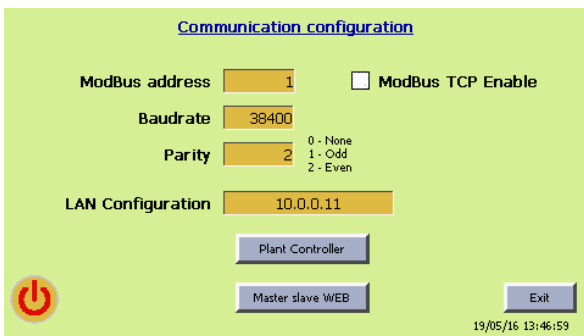 Communication configuration
ModBus address 1 ModBus TCP Enable
Baudrate 38400
Parity 2
0 - None
1 - Odd
2 - Even
LAN Configuration 10.0.0.11
Plant Controller
Master slave WEB
Exit
19/05/16 13:46:59